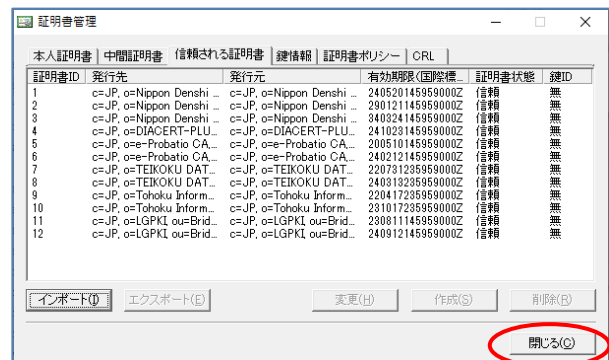 証明書管理
本人証明書 中間証明書 信頼される証明書 鍵情報 証明書ポリシー CRL
証明書ID 発行先 発行元 有効期限(国際標... 証明書状態 鍵ID
1 c=JP, o=Nippon Denshi ... c=JP, o=Nippon Denshi ... 240520145959000Z 信頼 無
2 c=JP, o=Nippon Denshi ... c=JP, o=Nippon Denshi ... 290121145959000Z 信頼 無
3 c=JP, o=Nippon Denshi ... c=JP, o=Nippon Denshi ... 340324145959000Z 信頼 無
4 c=JP, o=DIACERT-PLU... c=JP, o=DIACERT-PLU... 241023145959000Z 信頼 無
5 c=JP, o=e-Probatio CA,... c=JP, o=e-Probatio CA,... 200510145959000Z 信頼 無
6 c=JP, o=e-Probatio CA,... c=JP, o=e-Probatio CA,... 240212145959000Z 信頼 無
7 c=JP, o=TEIKOKU DAT... c=JP, o=TEIKOKU DAT... 220731235959000Z 信頼 無
8 c=JP, o=TEIKOKU DAT... c=JP, o=TEIKOKU DAT... 240313235959000Z 信頼 無
9 c=JP, o=Tohoku Inform... c=JP, o=Tohoku Inform... 220417235959000Z 信頼 無
10 c=JP, o=Tohoku Inform... c=JP, o=Tohoku Inform... 231017235959000Z 信頼 無
11 c=JP, o=LGPKI, ou=Brid... c=JP, o=LGPKI, ou=Brid... 230811145959000Z 信頼 無
12 c=JP, o=LGPKI, ou=Brid... c=JP, o=LGPKI, ou=Brid... 240912145959000Z 信頼 無
インポート(I) エクスポート(E) 変更(H) 作成(S) 削除(R)
閉じる(C)